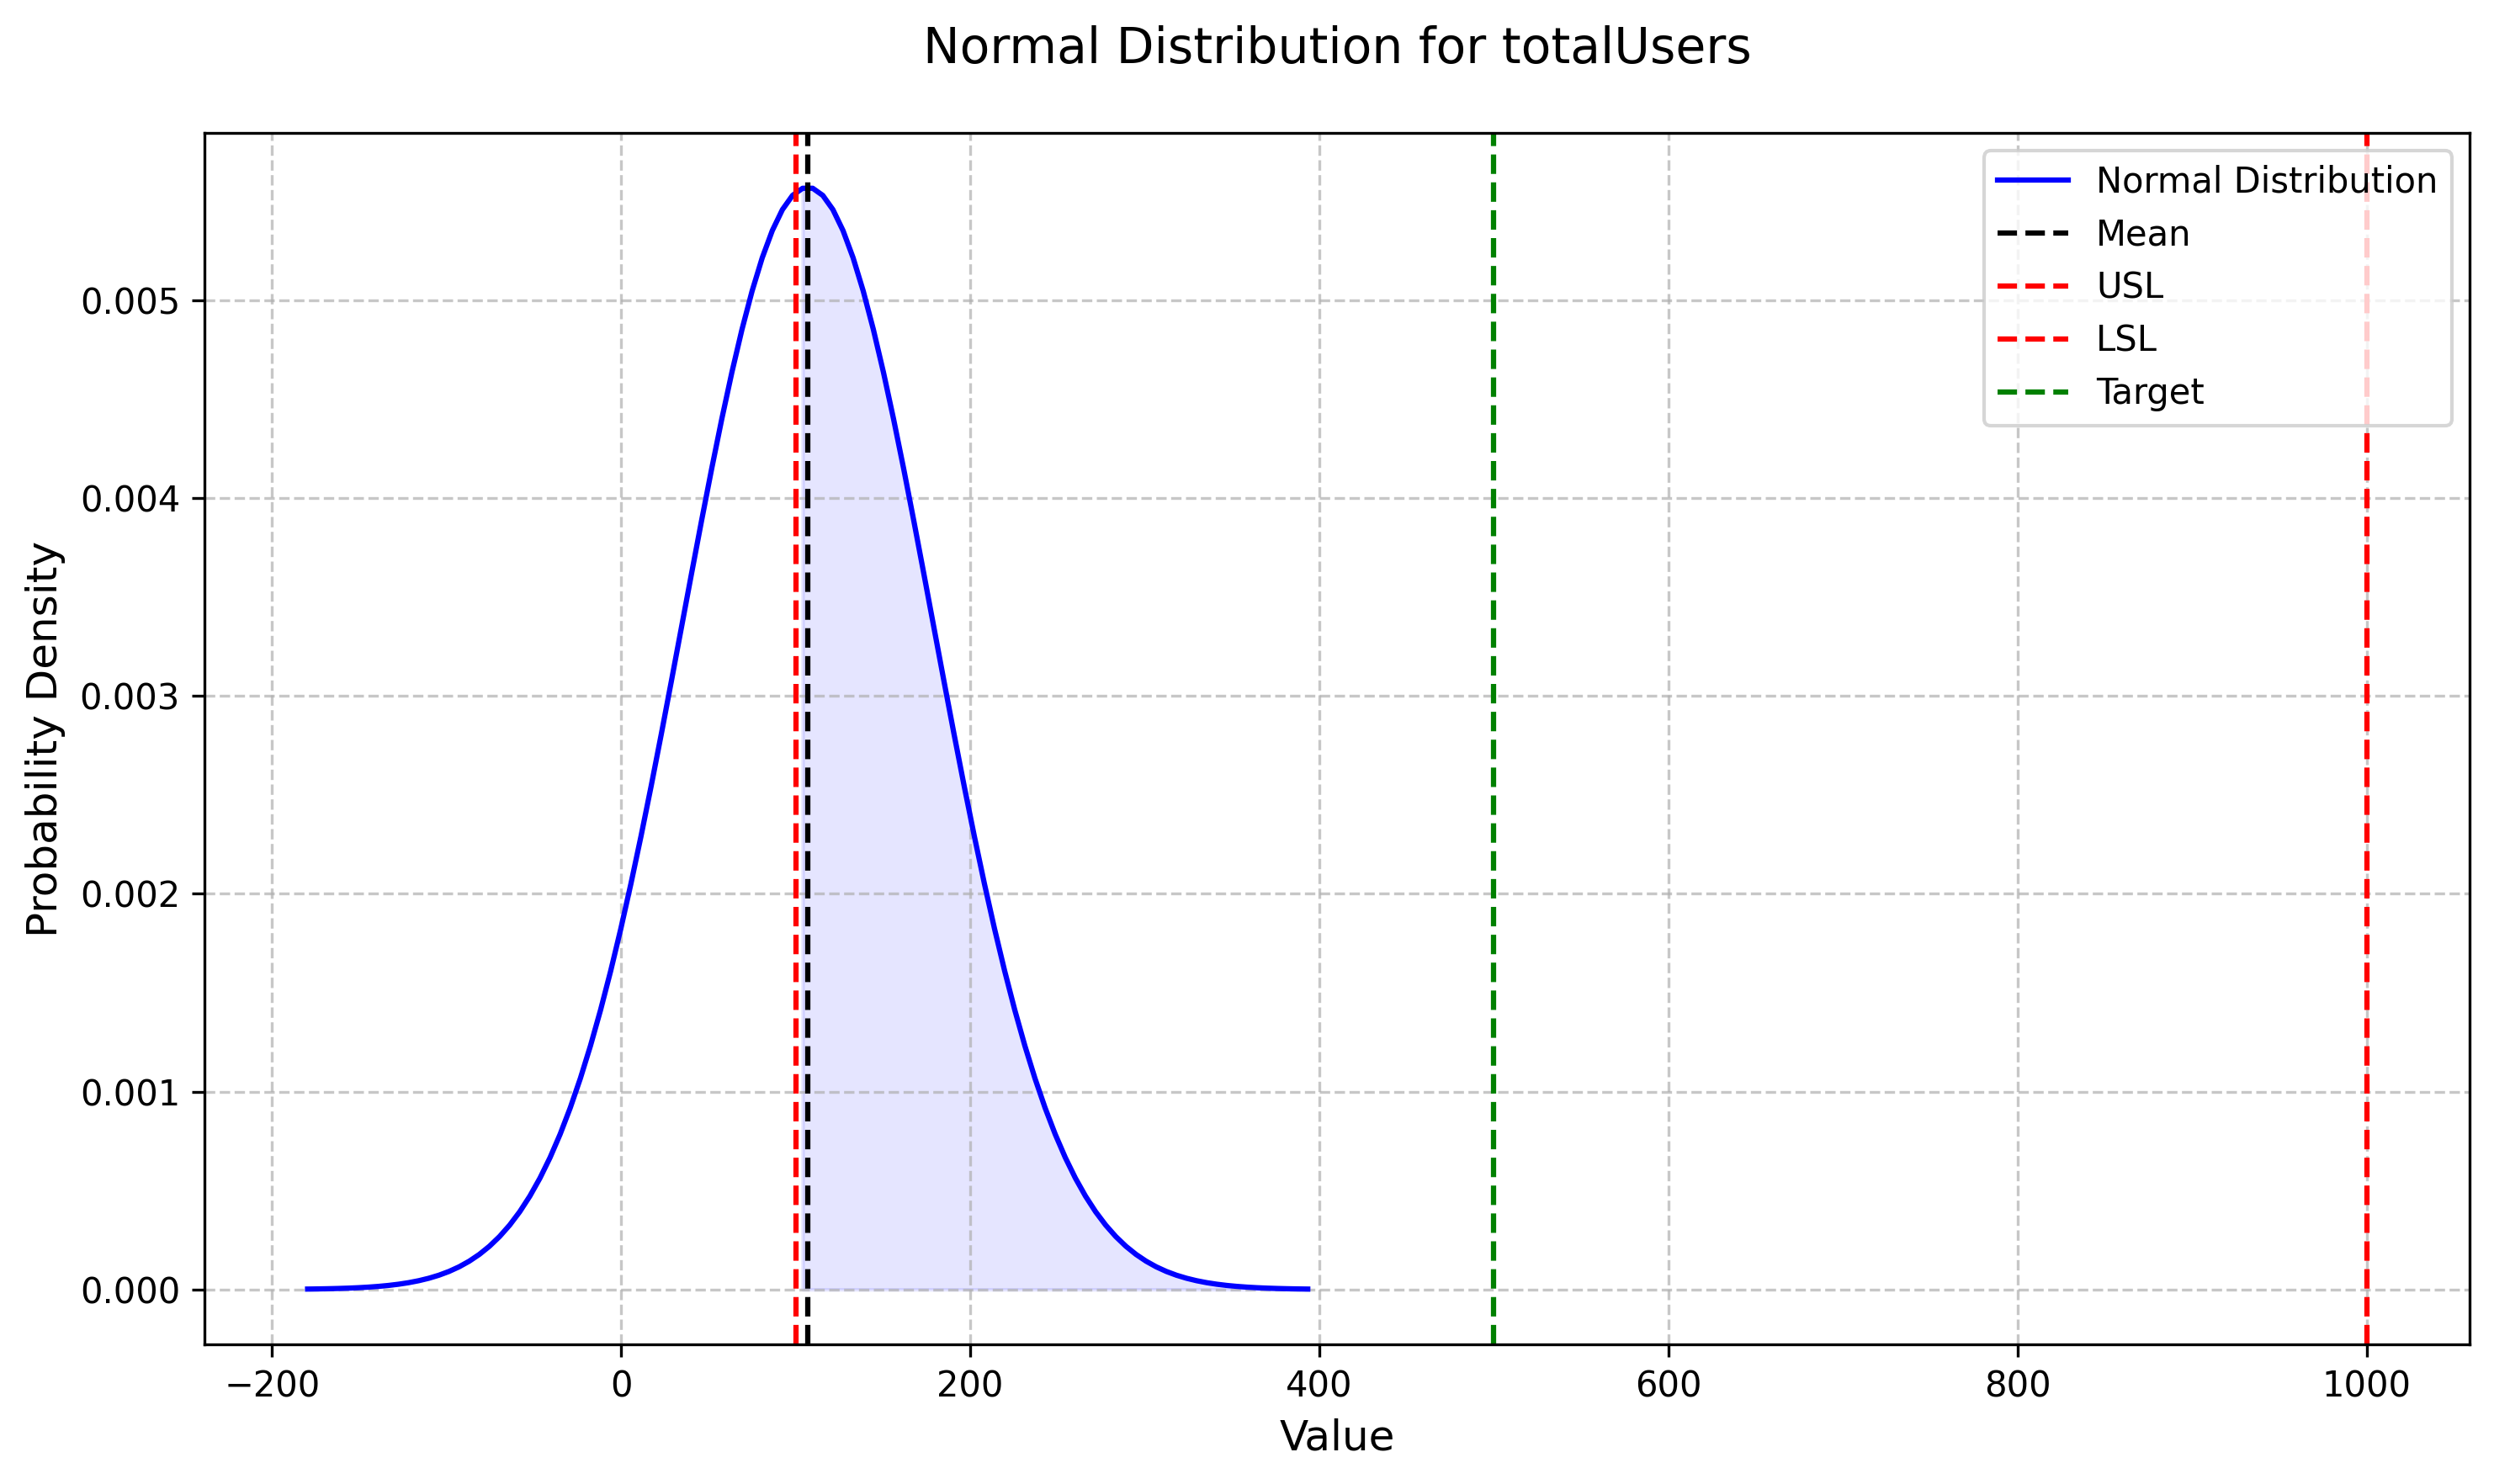 Normal Distribution for totalUsers
Normal Distribution
Mean
USL
LSL
Target
Probability Density
0.005
0.004
0.003
0.002
0.001
0.000
−200
0
200
400
600
800
1000
Value